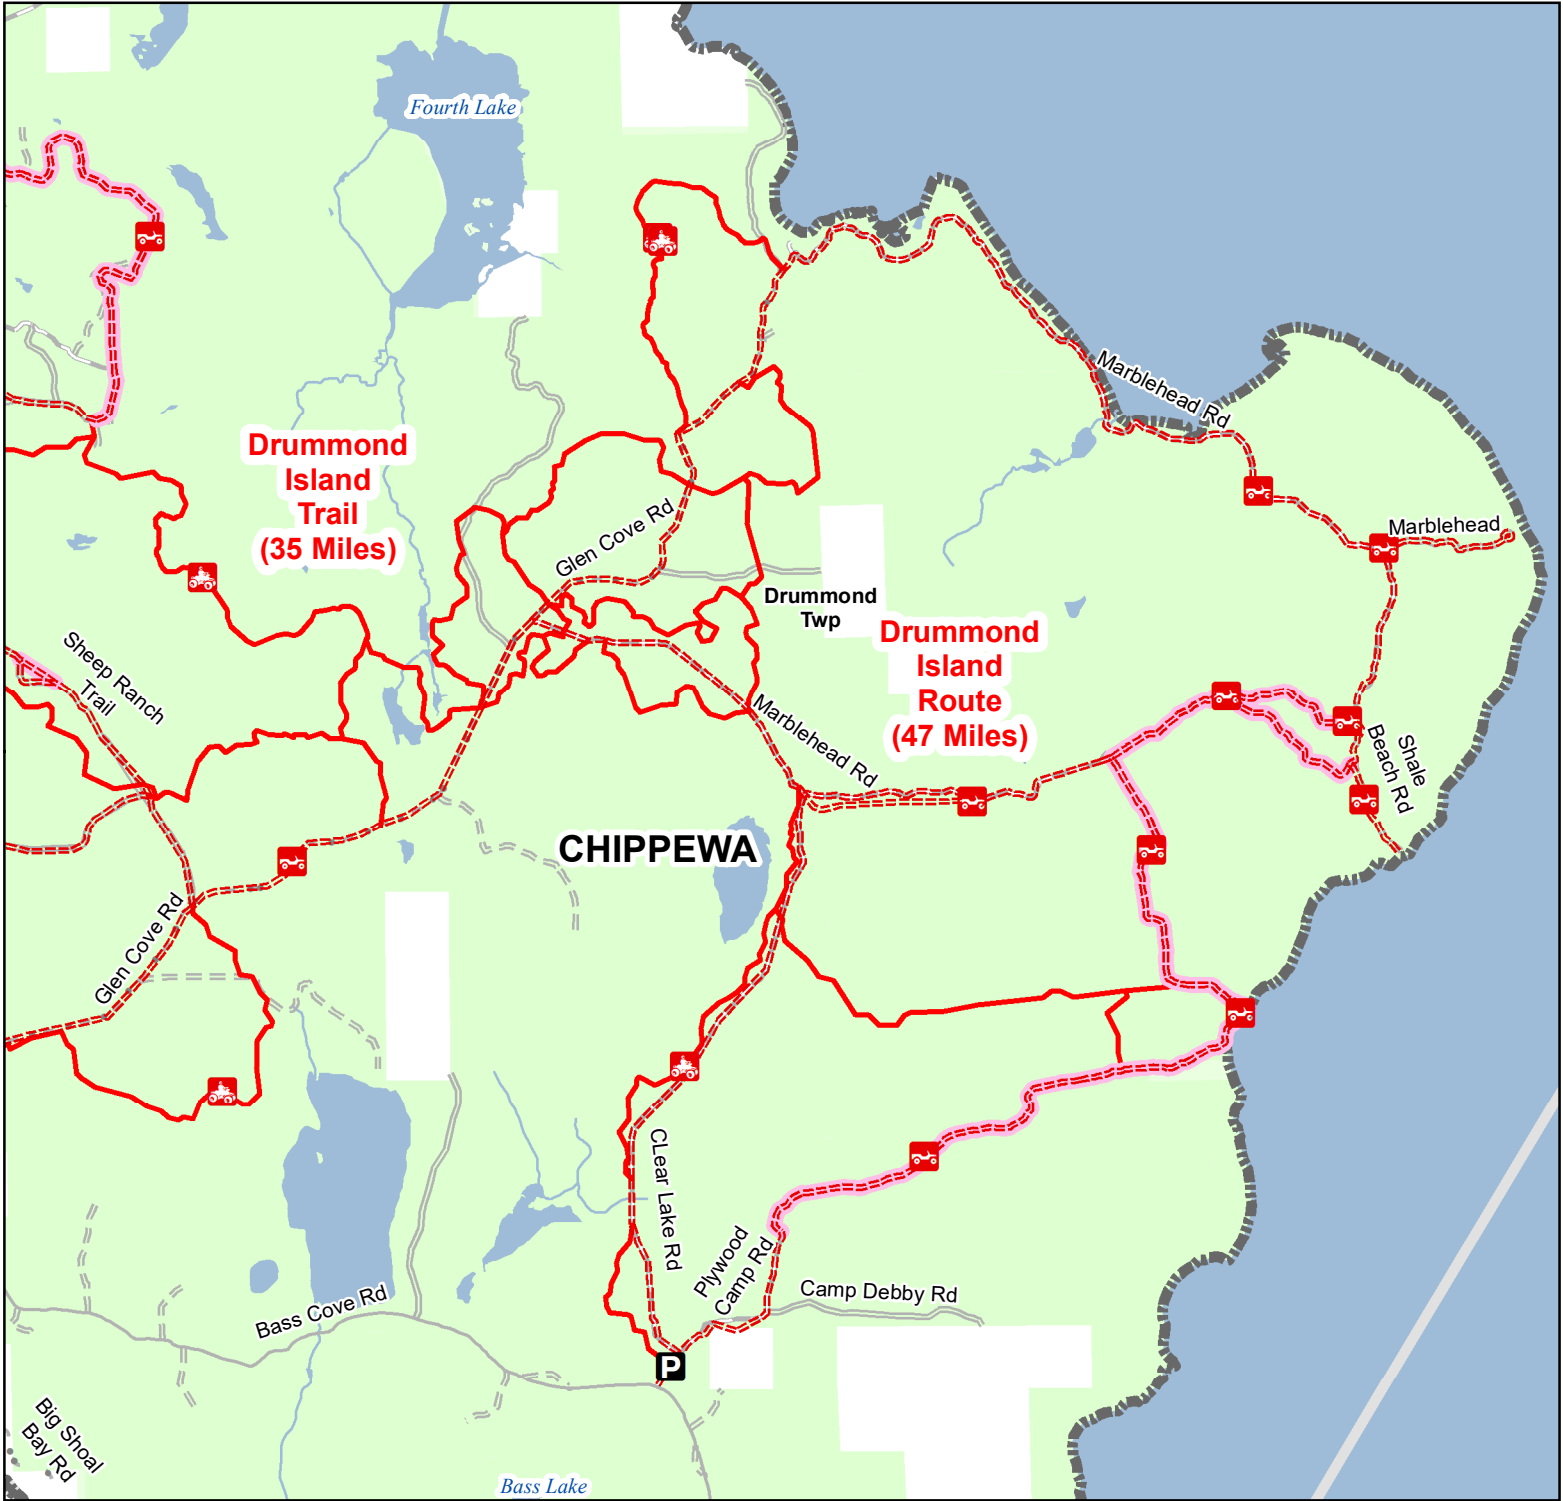 Fourth Lake
Marblehead Rd
Drummond
Island
Trail
(35 Miles)
Glen Cove Rd
Marblehead
Drummond
Twp
Drummond
Island
Route
(47 Miles)
Sheep Ranch
Trail
Marblehead Rd
Shale
Beach Rd
CHIPPEWA
Glen Cove Rd
CLear Lake Rd
Plywood
Camp Rd
Camp Debby Rd
Bass Cove Rd
P
Big Shoal
Bay Rd
Bass Lake